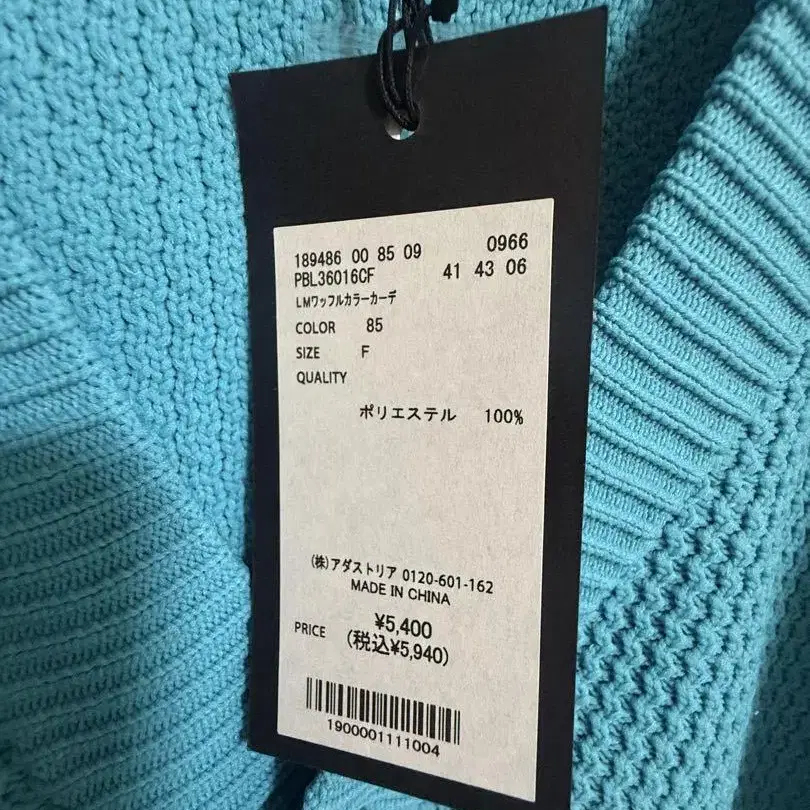 189486 00 85 09 0966
PBL36016CF 41 43 06
LMワッフルカラーカーデ
COLOR 85
SIZE F
QUALITY
ポリエステル 100%
(株)アダストリア 0120-601-162
MADE IN CHINA
PRICE ¥5,400
(税込¥5,940)
1900001111004